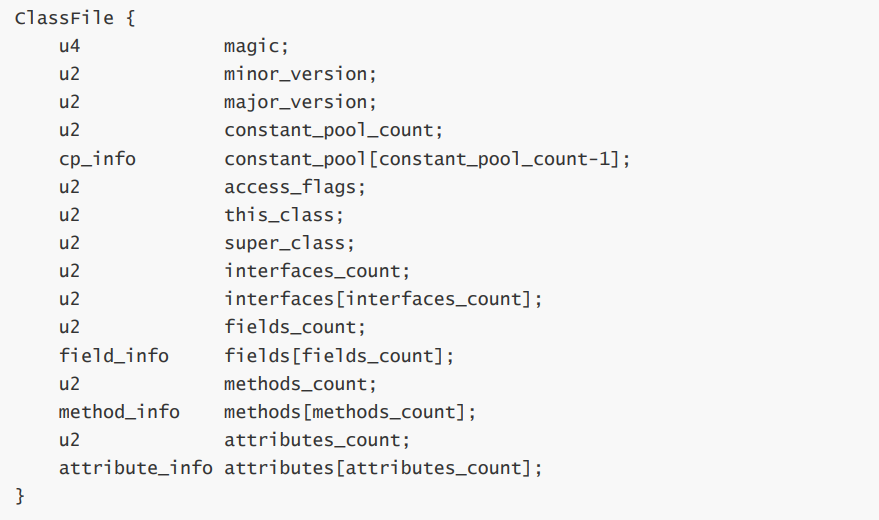 ClassFile {
    u4             magic;
    u2             minor_version;
    u2             major_version;
    u2             constant_pool_count;
    cp_info        constant_pool[constant_pool_count-1];
    u2             access_flags;
    u2             this_class;
    u2             super_class;
    u2             interfaces_count;
    u2             interfaces[interfaces_count];
    u2             fields_count;
    field_info     fields[fields_count];
    u2             methods_count;
    method_info    methods[methods_count];
    u2             attributes_count;
    attribute_info attributes[attributes_count];
}